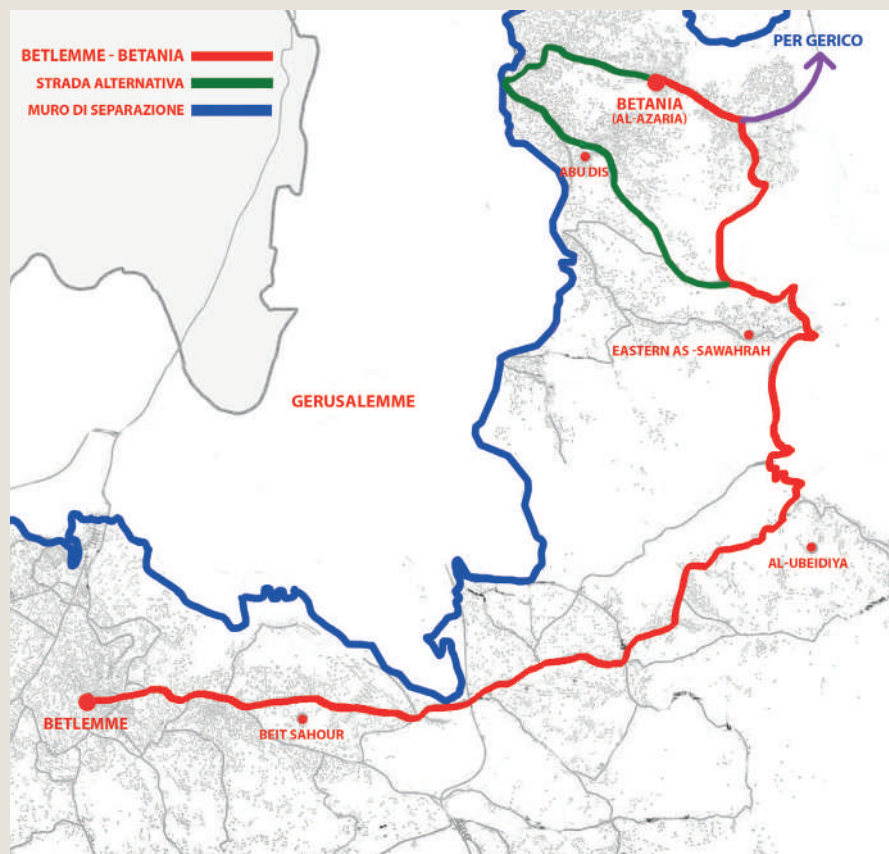 BETLEMME - BETANIA
STRADA ALTERNATIVA
MURO DI SEPARAZIONE
PER GERICO
BETANIA
(AL-AZARIA)
ABU DIS
EASTERN AS -SAWAHRAH
GERUSALEMME
AL-UBEIDIYA
BETLEMME
BEIT SAHOUR